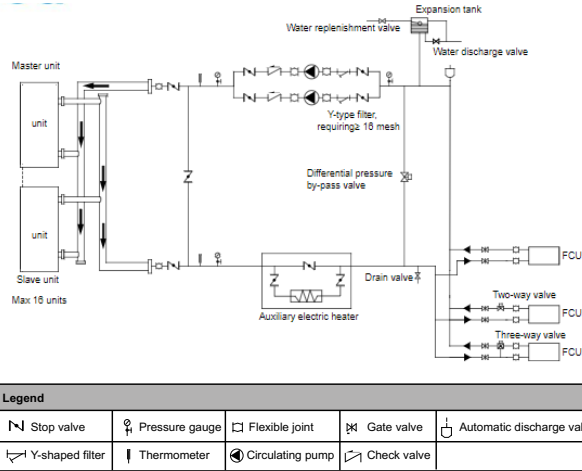 Expansion tank
Water replenishment valve
Water discharge valve
Master unit
unit
Y-type filter,
requiring≥ 16 mesh
Differential pressure
by-pass valve
unit
Slave unit
Max 16 units
Auxiliary electric heater
Drain valve
FCU
Two-way valve
FCU
Three-way valve
FCU
Legend
Stop valve
Pressure gauge
Flexible joint
Gate valve
Automatic discharge val
Y-shaped filter
Thermometer
Circulating pump
Check valve